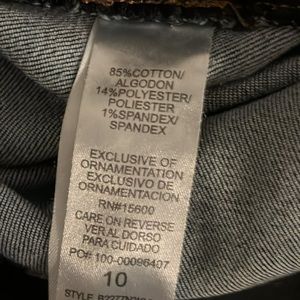 85%COTTON/
ALGODON
14%POLYESTER/
POLIESTER
1%SPANDEX/
SPANDEX
EXCLUSIVE OF
ORNAMENTATION
EXCLUSIVO DE
ORNAMENTACION
RN#15600
CARE ON REVERSE
VER AL DORSO
PARA CUIDADO
PO# 100-00096407
10
STYLE